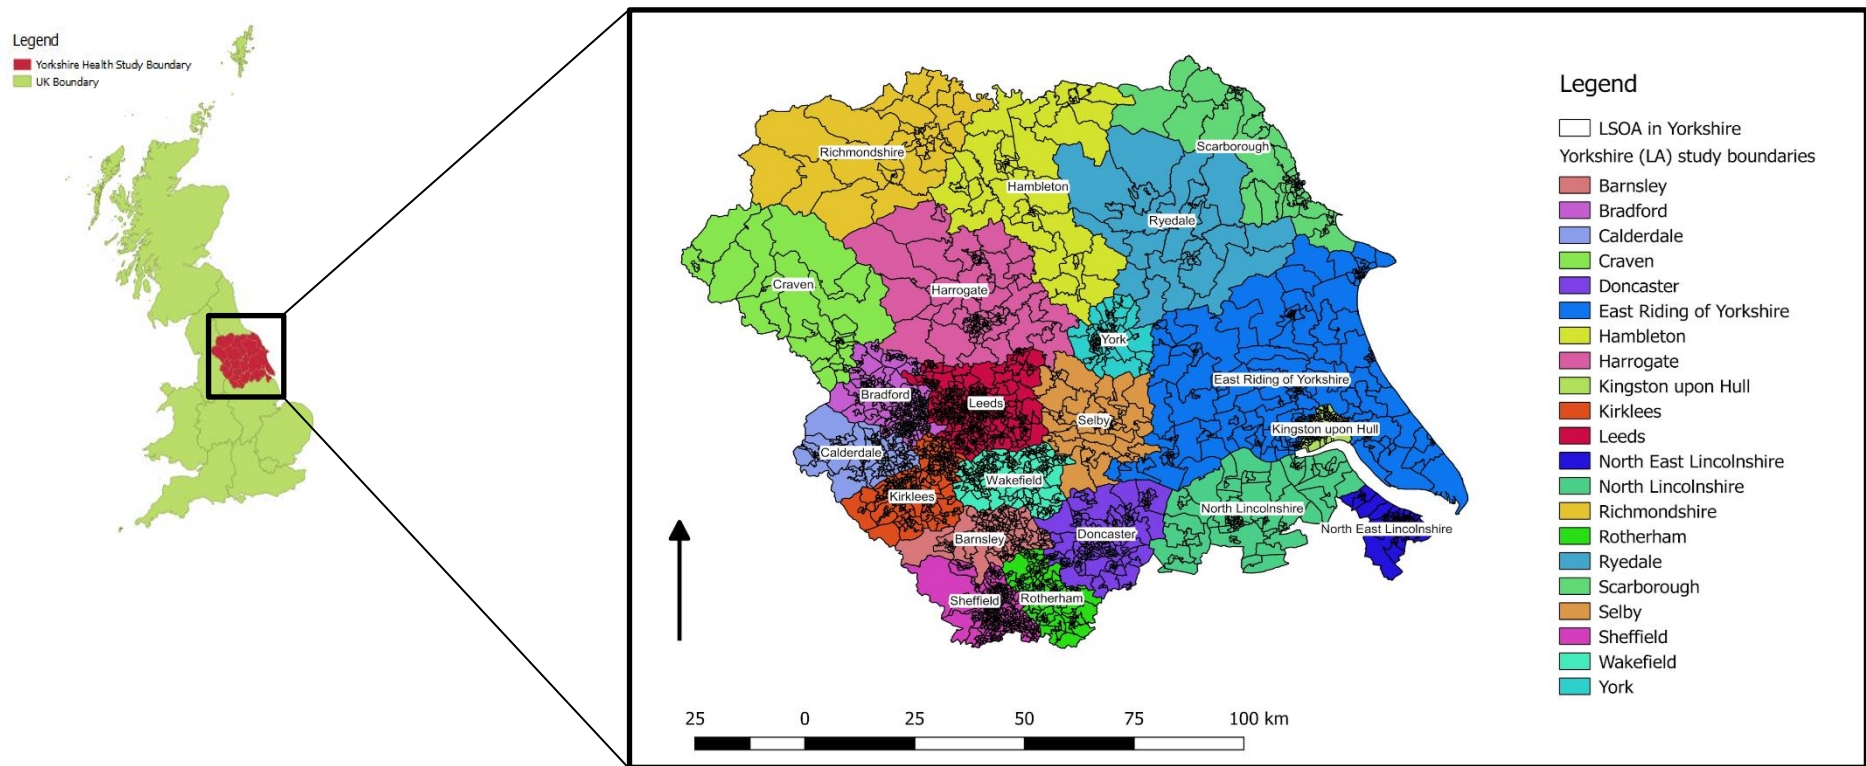 Legend
Yorkshire Health Study Boundary
UK Boundary
Legend
LSOA in Yorkshire
Yorkshire (LA) study boundaries
Barnsley
Bradford
Calderdale
Craven
Doncaster
East Riding of Yorkshire
Hambleton
Harrogate
Kingston upon Hull
Kirklees
Leeds
North East Lincolnshire
North Lincolnshire
Richmondshire
Rotherham
Ryedale
Scarborough
Selby
Sheffield
Wakefield
York
Richmondshire
Scarborough
Hambleton
Ryedale
Craven
Harrogate
York
East Riding of Yorkshire
Bradford
Leeds
Selby
Kingston upon Hull
Calderdale
Wakefield
Kirklees
North Lincolnshire
North East Lincolnshire
Barnsley
Doncaster
Sheffield
Rotherham
25 0 25 50 75 100 km